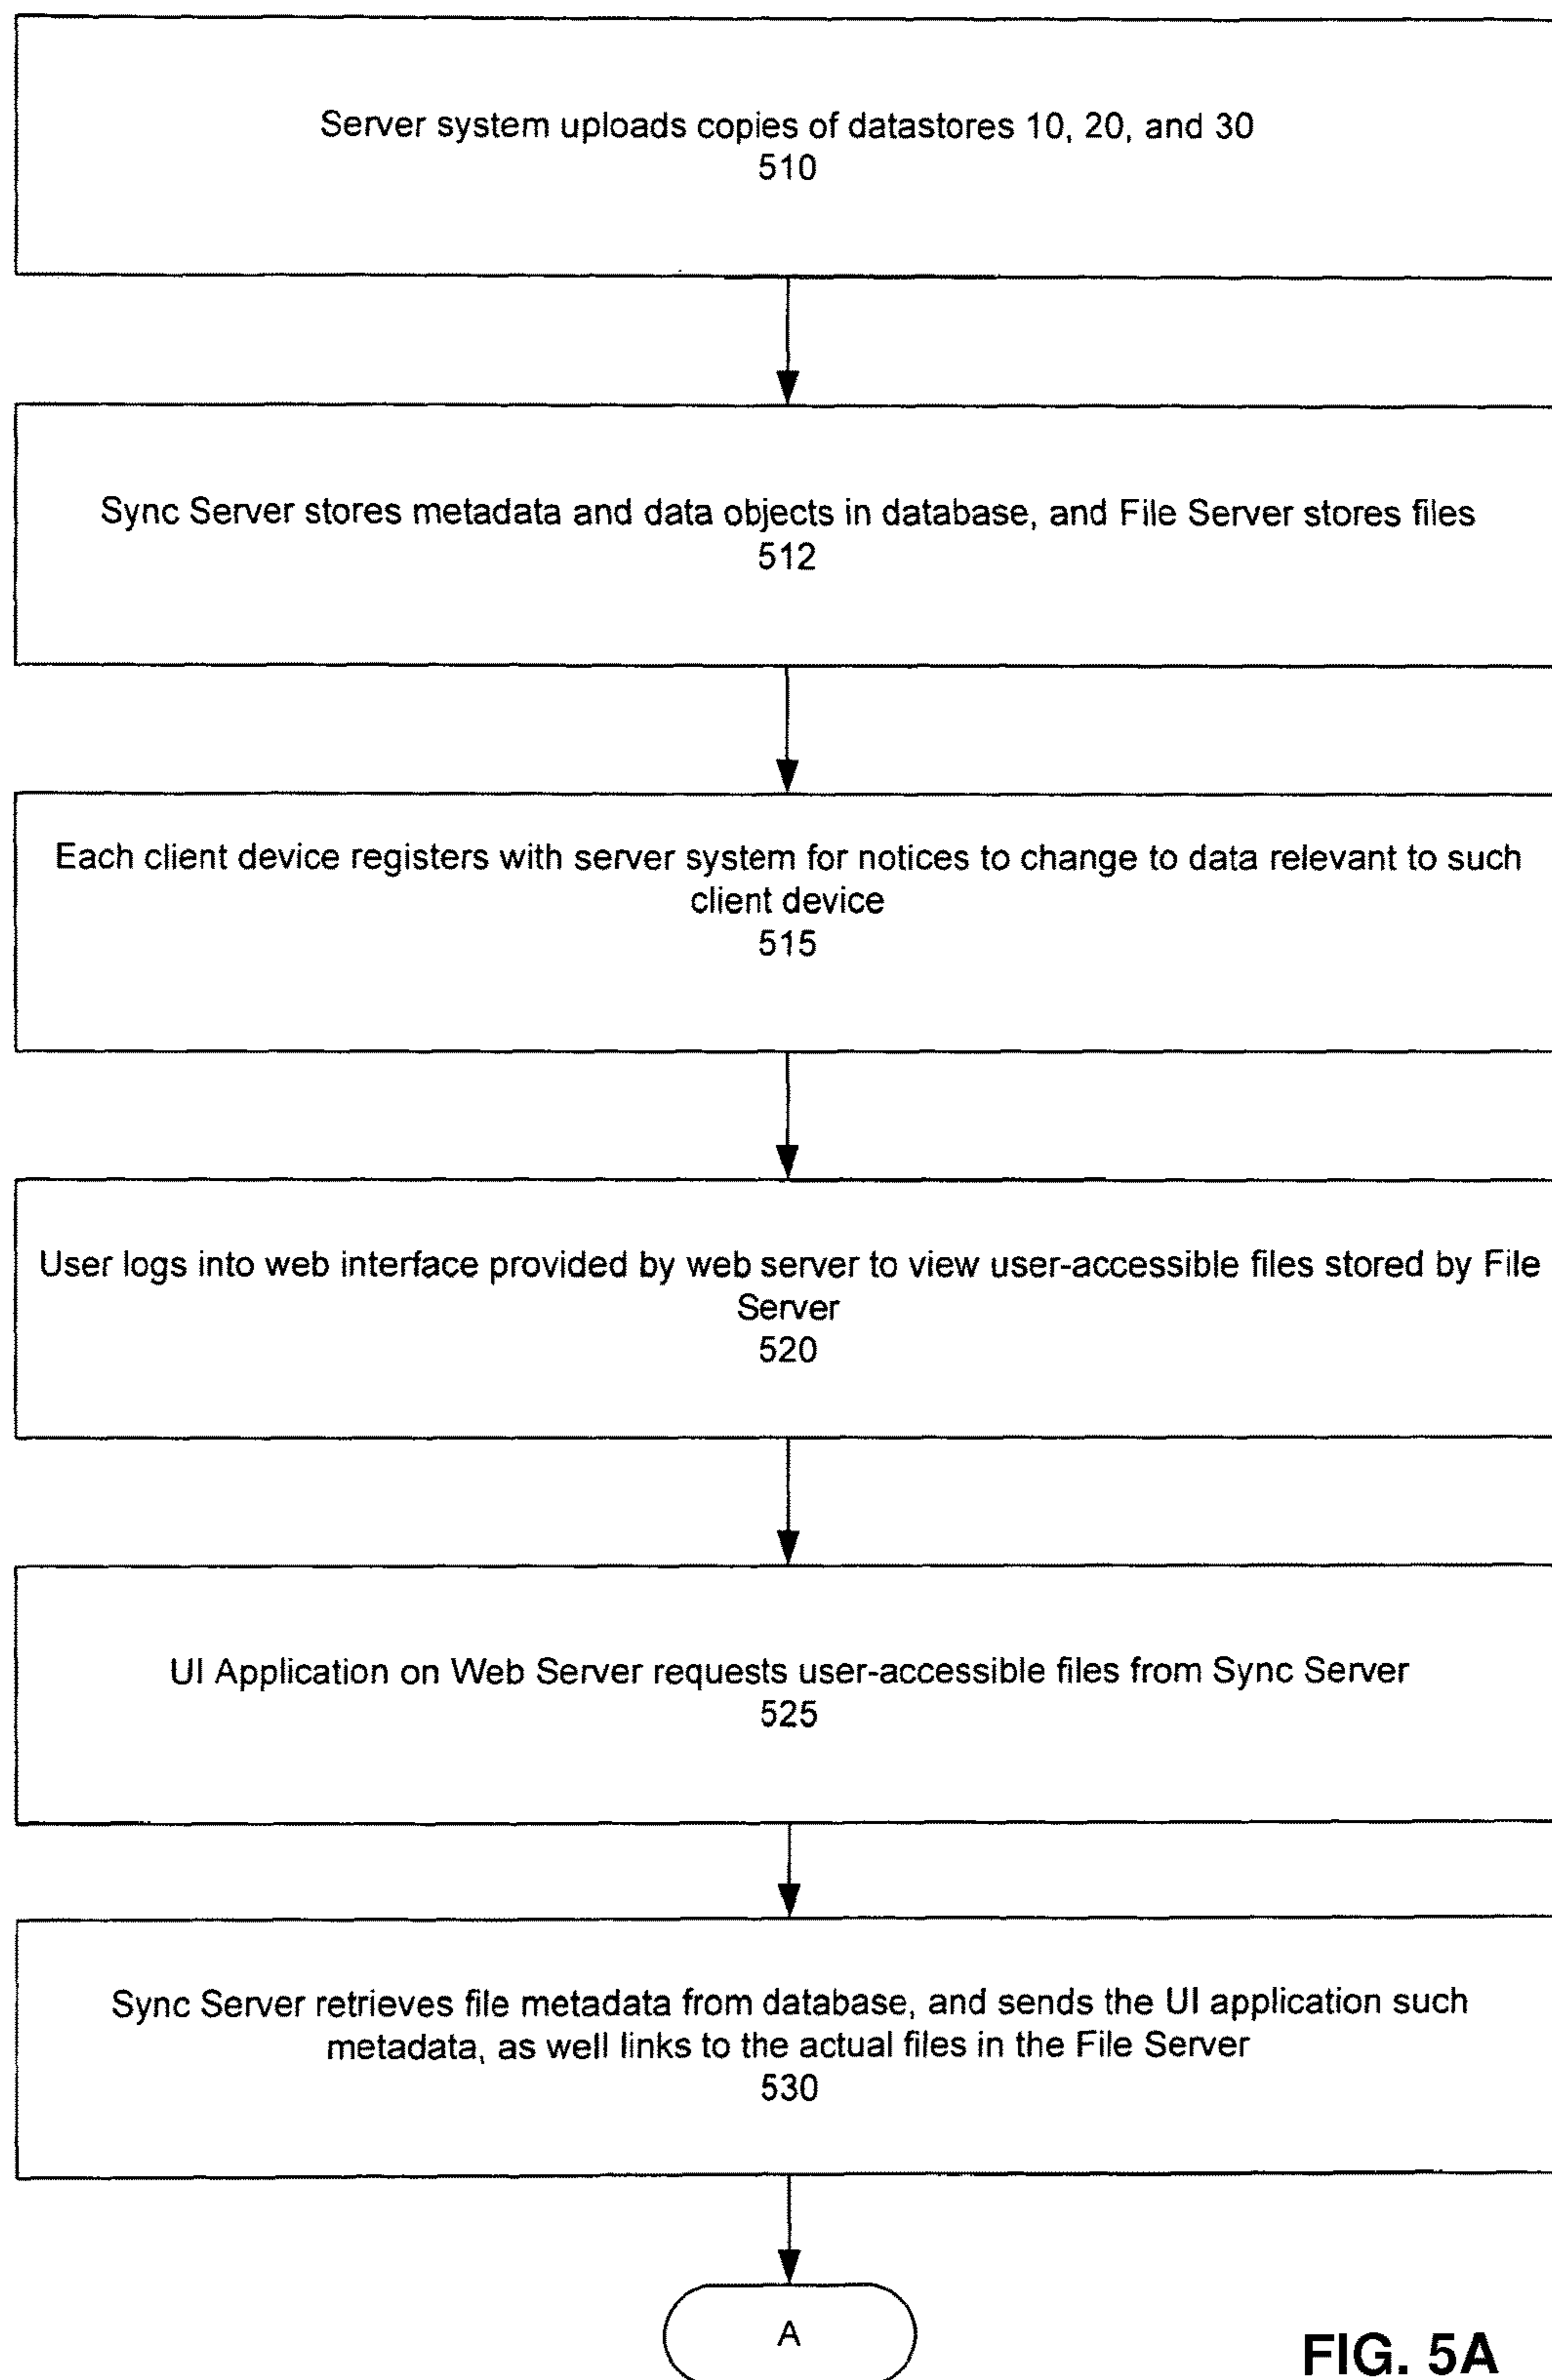 Server system uploads copies of datastores 10, 20, and 30
510
Sync Server stores metadata and data objects in database, and File Server stores files
512
Each client device registers with server system for notices to change to data relevant to such
client device
515
User logs into web interface provided by web server to view user-accessible files stored by File
Server
520
UI Application on Web Server requests user-accessible files from Sync Server
525
Sync Server retrieves file metadata from database, and sends the UI application such
metadata, as well links to the actual files in the File Server
530
A
FIG. 5A